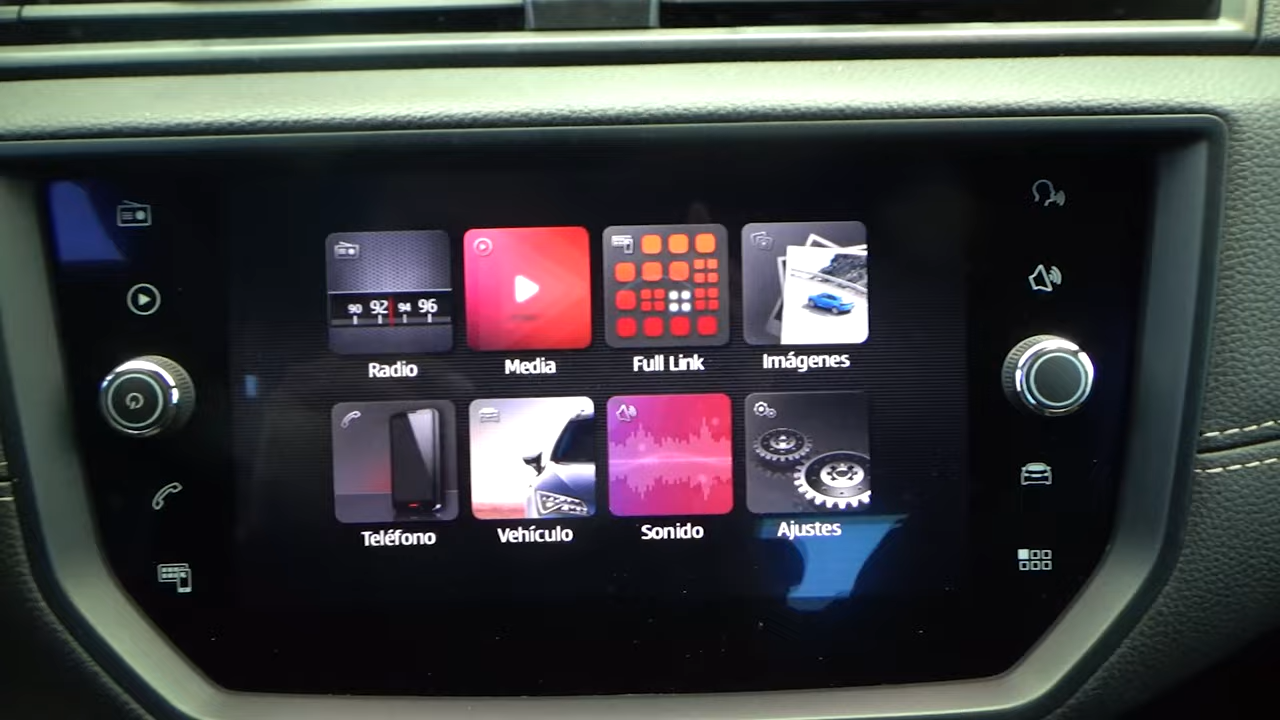 90 92 94 96
Radio
Media
Full Link
Imágenes
Teléfono
Vehículo
Sonido
Ajustes